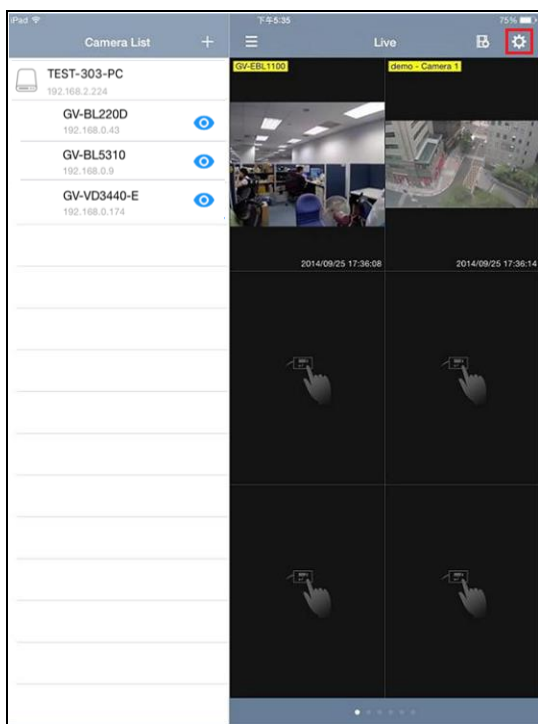 iPad 下午5:35 75%
Camera List + Live
TEST-303-PC
192.168.2.224
GV-BL220D
192.168.0.43
GV-BL5310
192.168.0.9
GV-VD3440-E
192.168.0.174
GV-EBL1100
demo - Camera 1
2014/09/25 17:36:08
2014/09/25 17:36:14